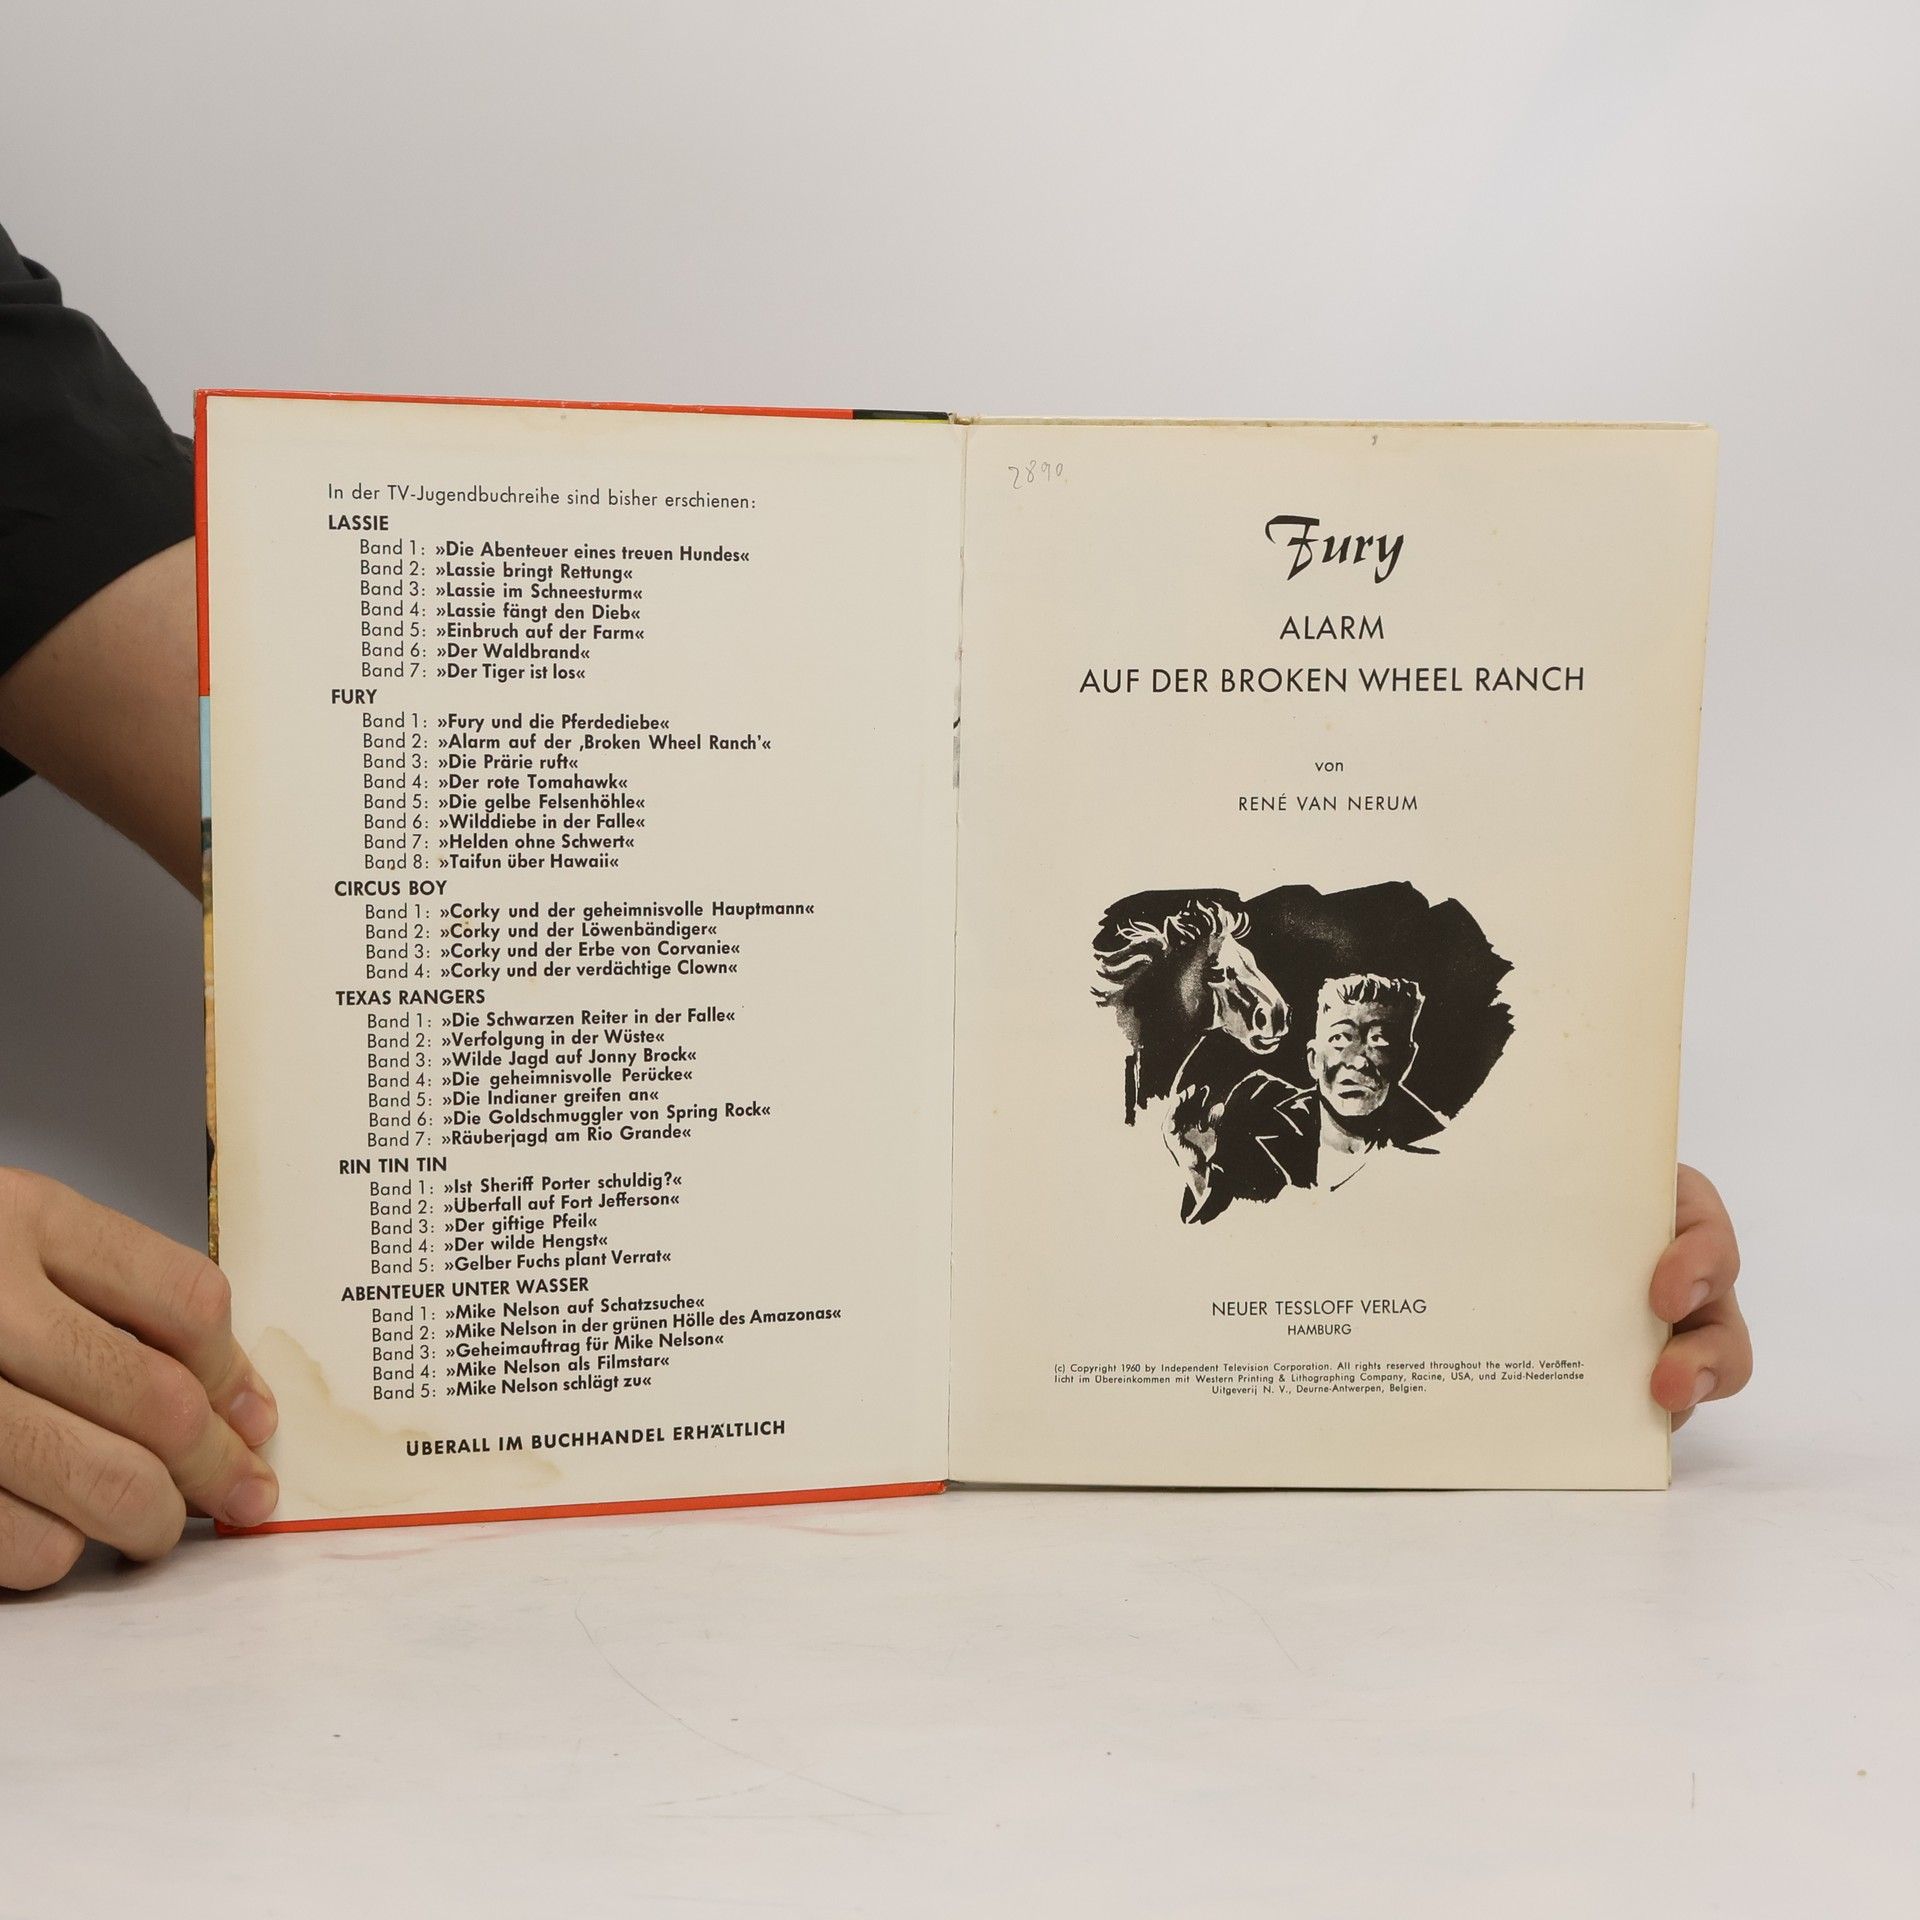 In der TV-Jugendbuchreihe sind bisher erschienen:
LASSIE
Band 1: »Die Abenteuer eines treuen Hundes«
Band 2: »Lassie bringt Rettung«
Band 3: »Lassie im Schneesturm«
Band 4: »Lassie fängt den Dieb«
Band 5: »Einbruch auf der Farm«
Band 6: »Der Waldbrand«
Band 7: »Der Tiger ist los«
FURY
Band 1: »Fury und die Pferdediebe«
Band 2: »Alarm auf der ‚Broken Wheel Ranch’«
Band 3: »Die Prärie ruft«
Band 4: »Der rote Tomahawk«
Band 5: »Die gelbe Felsenhöhle«
Band 6: »Wilddiebe in der Falle«
Band 7: »Helden ohne Schwert«
Band 8: »Taifun über Hawaii«
CIRCUS BOY
Band 1: »Corky und der geheimnisvolle Hauptmann«
Band 2: »Corky und der Löwenbändiger«
Band 3: »Corky und der Erbe von Corvanie«
Band 4: »Corky und der verdächtige Clown«
TEXAS RANGERS
Band 1: »Die Schwarzen Reiter in der Falle«
Band 2: »Verfolgung in der Wüste«
Band 3: »Wilde Jagd auf Jonny Brock«
Band 4: »Die geheimnisvolle Perücke«
Band 5: »Die Indianer greifen an«
Band 6: »Die Goldschmuggler von Spring Rock«
Band 7: »Räuberjagd am Rio Grande«
RIN TIN TIN
Band 1: »Ist Sheriff Porter schuldig?«
Band 2: »Überfall auf Fort Jefferson«
Band 3: »Der giftige Pfeil«
Band 4: »Der wilde Hengst«
Band 5: »Gelber Fuchs plant Verrat«
ABENTEUER UNTER WASSER
Band 1: »Mike Nelson auf Schatzsuche«
Band 2: »Mike Nelson in der grünen Hölle des Amazonas«
Band 3: »Geheimauftrag für Mike Nelson«
Band 4: »Mike Nelson als Filmstar«
Band 5: »Mike Nelson schlägt zu«
ÜBERALL IM BUCHHANDEL ERHÄLTLICH
2890
Fury
ALARM
AUF DER BROKEN WHEEL RANCH
von
RENÉ VAN NERUM
NEUER TESSLOFF VERLAG
HAMBURG
(c) Copyright 1960 by Independent Television Corporation. All rights reserved throughout the world. Veröffent-
licht im Übereinkommen mit Western Printing & Lithographing Company, Racine, USA, und Zuid-Nederlandse
Uitgeverij N. V., Deurne-Antwerpen, Belgien.